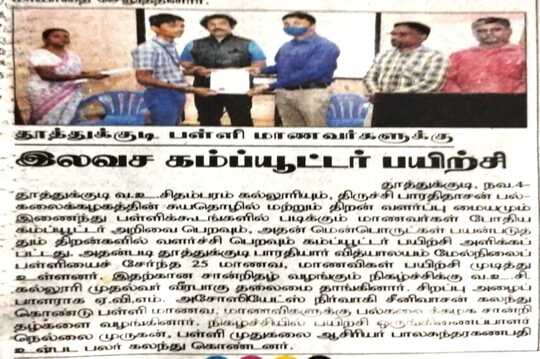 தூத்துக்குடி பள்ளி மாணவர்களுக்கு
இலவச கம்ப்யூட்டர் பயிற்சி
தூத்துக்குடி, நவ.4-
தூத்துக்குடி வ.உ.சிதம்பரம் கல்லூரியும், திருச்சி பாரதிதாசன் பல்-
கலைக்கழகத்தின் சுயதொழில் மற்றும் திறன் வளர்ப்பு மையமும்
இணைந்து பள்ளிக்கூடங்களில் படிக்கும் மாணவர்கள் போதிய
கம்ப்யூட்டர் அறிவை பெறவும், அதன் மென்பொருட்கள் பயன்படுத்
தும் திறன்களில் வளர்ச்சி பெறவும் கம்ப்யூட்டர் பயிற்சி அளிக்கப்
பட்டது. அதன்படி தூத்துக்குடி பாரதியார் வித்யாலயம் மேல்நிலைப்
பள்ளியைச் சேர்ந்த 25 மாணவ, மாணவிகள் பயிற்சி முடித்து
உள்ளனர். இதற்கான சான்றிதழ் வழங்கும் நிகழ்ச்சிக்கு வ.உ.சி.
கல்லூரி முதல்வர் வீரபாகு தலைமை தாங்கினார். சிறப்பு அழைப்
பாளராக ஏ.வி.எம். அசோஸியேட்ஸ் நிர்வாகி சீனிவாசன் கலந்து
கொண்டு பள்ளி மாணவ, மாணவிகளுக்கு பல்கலைக்கழக சான்றி
தழ்களை வழங்கினார். நிகழ்ச்சியில் பயிற்சி ஒருங்கிணைப்பாளர்
நெல்லை முருகன், பள்ளி முதுகலை ஆசிரியர் பாலசுந்தரகணபதி
உள்பட பலர் கலந்து கொண்டனர்.